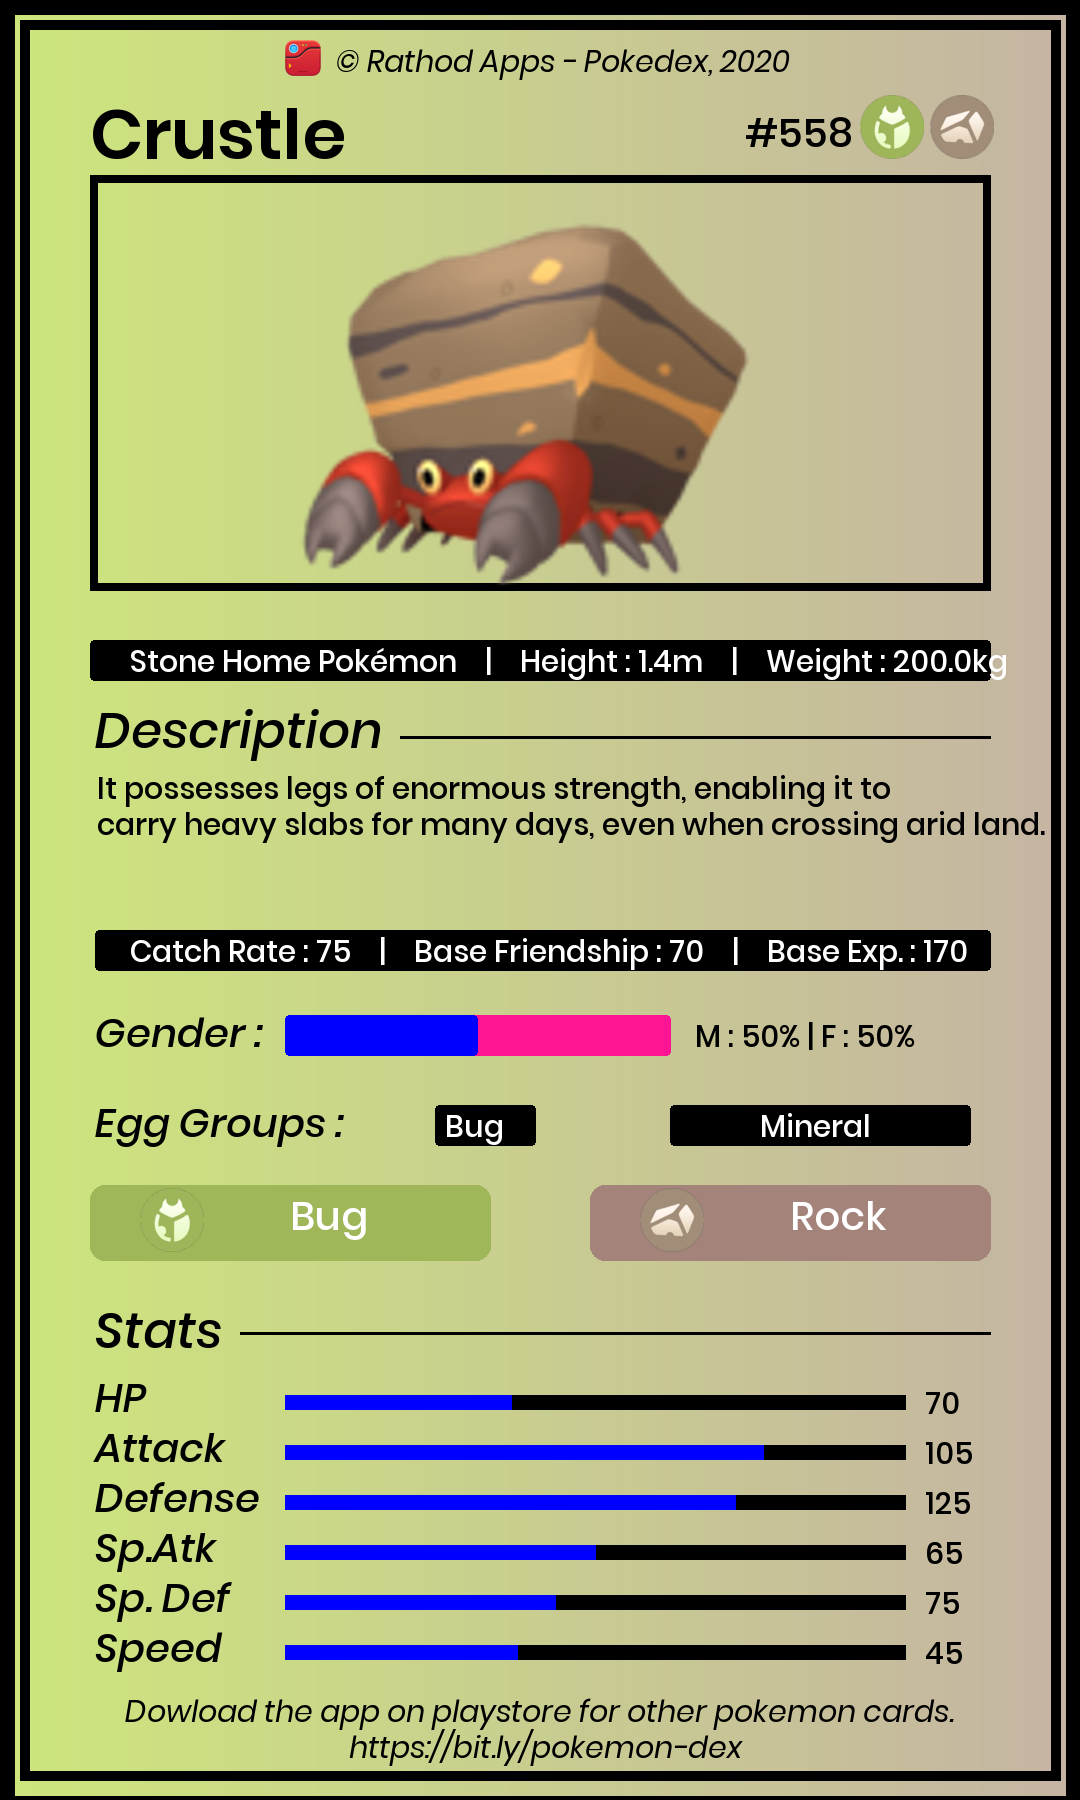 © Rathod Apps - Pokedex, 2020
Crustle #558
Stone Home Pokémon | Height : 1.4m | Weight : 200.0kg
Description
It possesses legs of enormous strength, enabling it to
carry heavy slabs for many days, even when crossing arid land.
Catch Rate : 75 | Base Friendship : 70 | Base Exp. : 170
Gender : M : 50% | F : 50%
Egg Groups : Bug Mineral
Bug Rock
Stats
HP 70
Attack 105
Defense 125
Sp.Atk 65
Sp. Def 75
Speed 45
Dowload the app on playstore for other pokemon cards.
https://bit.ly/pokemon-dex